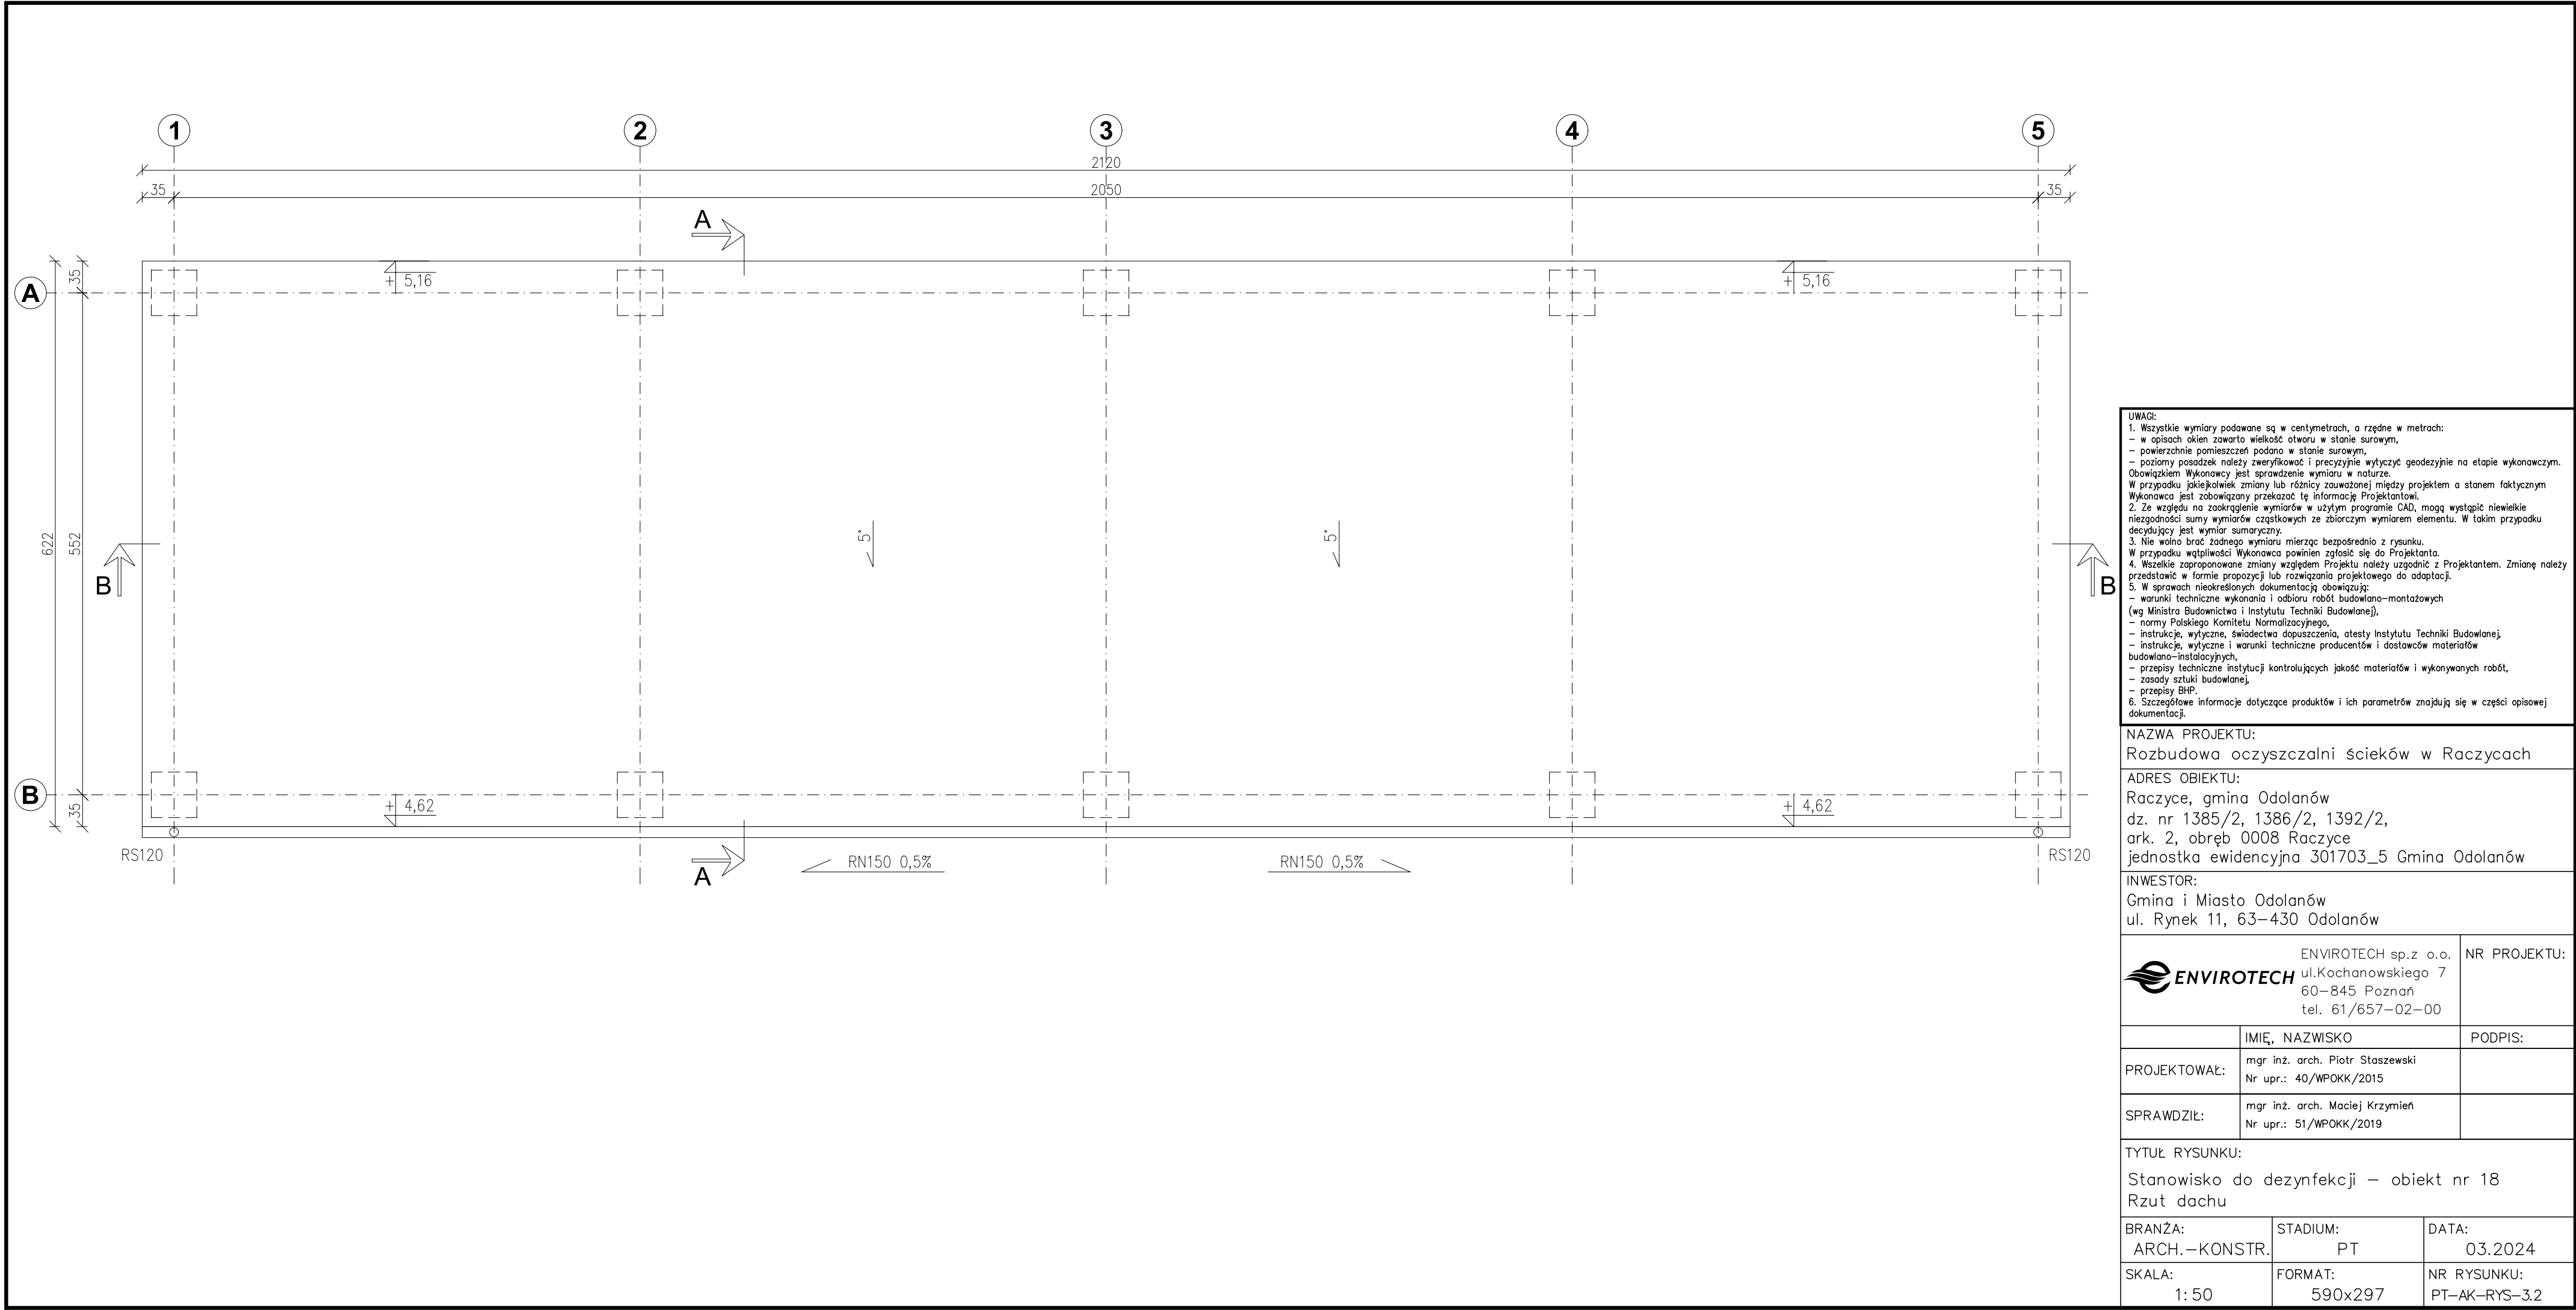 1 2 3 4 5
2120
35 2050 35
A
35 + 5,16 + 5,16
A
622 552 5° 5°
B B
+ 4,62 + 4,62
B
35
RS120 RS120
A RN150 0,5% RN150 0,5%
UWAGI:
1. Wszystkie wymiary podawane są w centymetrach, a rzędne w metrach:
– w opisach okien zawarto wielkość otworu w stanie surowym,
– powierzchnie pomieszczeń podano w stanie surowym,
– poziomy posadzek należy zweryfikować i precyzyjnie wytyczyć geodezyjnie na etapie wykonawczym.
Obowiązkiem Wykonawcy jest sprawdzenie wymiaru w naturze.
W przypadku jakiejkolwiek zmiany lub różnicy zauważonej między projektem a stanem faktycznym
Wykonawca jest zobowiązany przekazać tę informację Projektantowi.
2. Ze względu na zaokrąglenie wymiarów w użytym programie CAD, mogą wystąpić niewielkie
niezgodności sumy wymiarów cząstkowych ze zbiorczym wymiarem elementu. W takim przypadku
decydujący jest wymiar sumaryczny.
3. Nie wolno brać żadnego wymiaru mierząc bezpośrednio z rysunku.
W przypadku wątpliwości Wykonawca powinien zgłosić się do Projektanta.
4. Wszelkie zaproponowane zmiany względem Projektu należy uzgodnić z Projektantem. Zmianę należy
przedstawić w formie propozycji lub rozwiązania projektowego do adaptacji.
5. W sprawach nieokreślonych dokumentacją obowiązują:
– warunki techniczne wykonania i odbioru robót budowlano–montażowych
(wg Ministra Budownictwa i Instytutu Techniki Budowlanej),
– normy Polskiego Komitetu Normalizacyjnego,
– instrukcje, wytyczne, świadectwa dopuszczenia, atesty Instytutu Techniki Budowlanej,
– instrukcje, wytyczne i warunki techniczne producentów i dostawców materiałów
budowlano–instalacyjnych,
– przepisy techniczne instytucji kontrolujących jakość materiałów i wykonywanych robót,
– zasady sztuki budowlanej,
– przepisy BHP.
6. Szczegółowe informacje dotyczące produktów i ich parametrów znajdują się w części opisowej
dokumentacji.
NAZWA PROJEKTU:
Rozbudowa oczyszczalni ścieków w Raczycach
ADRES OBIEKTU:
Raczyce, gmina Odolanów
dz. nr 1385/2, 1386/2, 1392/2,
ark. 2, obręb 0008 Raczyce
jednostka ewidencyjna 301703_5 Gmina Odolanów
INWESTOR:
Gmina i Miasto Odolanów
ul. Rynek 11, 63–430 Odolanów
ENVIROTECH
ENVIROTECH sp.z o.o.
ul.Kochanowskiego 7
60–845 Poznań
tel. 61/657–02–00
NR PROJEKTU:
IMIĘ, NAZWISKO PODPIS:
PROJEKTOWAŁ:
mgr inż. arch. Piotr Staszewski
Nr upr.: 40/WPOKK/2015
SPRAWDZIŁ:
mgr inż. arch. Maciej Krzymień
Nr upr.: 51/WPOKK/2019
TYTUŁ RYSUNKU:
Stanowisko do dezynfekcji – obiekt nr 18
Rzut dachu
BRANŻA: STADIUM: DATA:
ARCH.–KONSTR. PT 03.2024
SKALA: FORMAT: NR RYSUNKU:
1:50 590x297 PT–AK–RYS–3.2